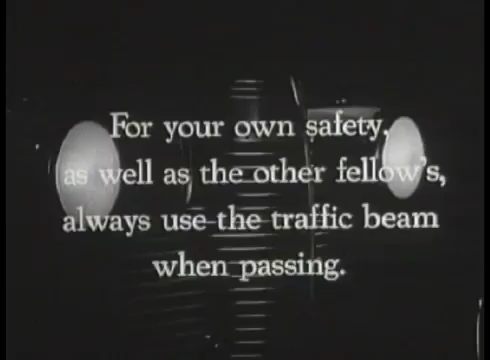 For your own safety,
as well as the other fellow's,
always use the traffic beam
when passing.